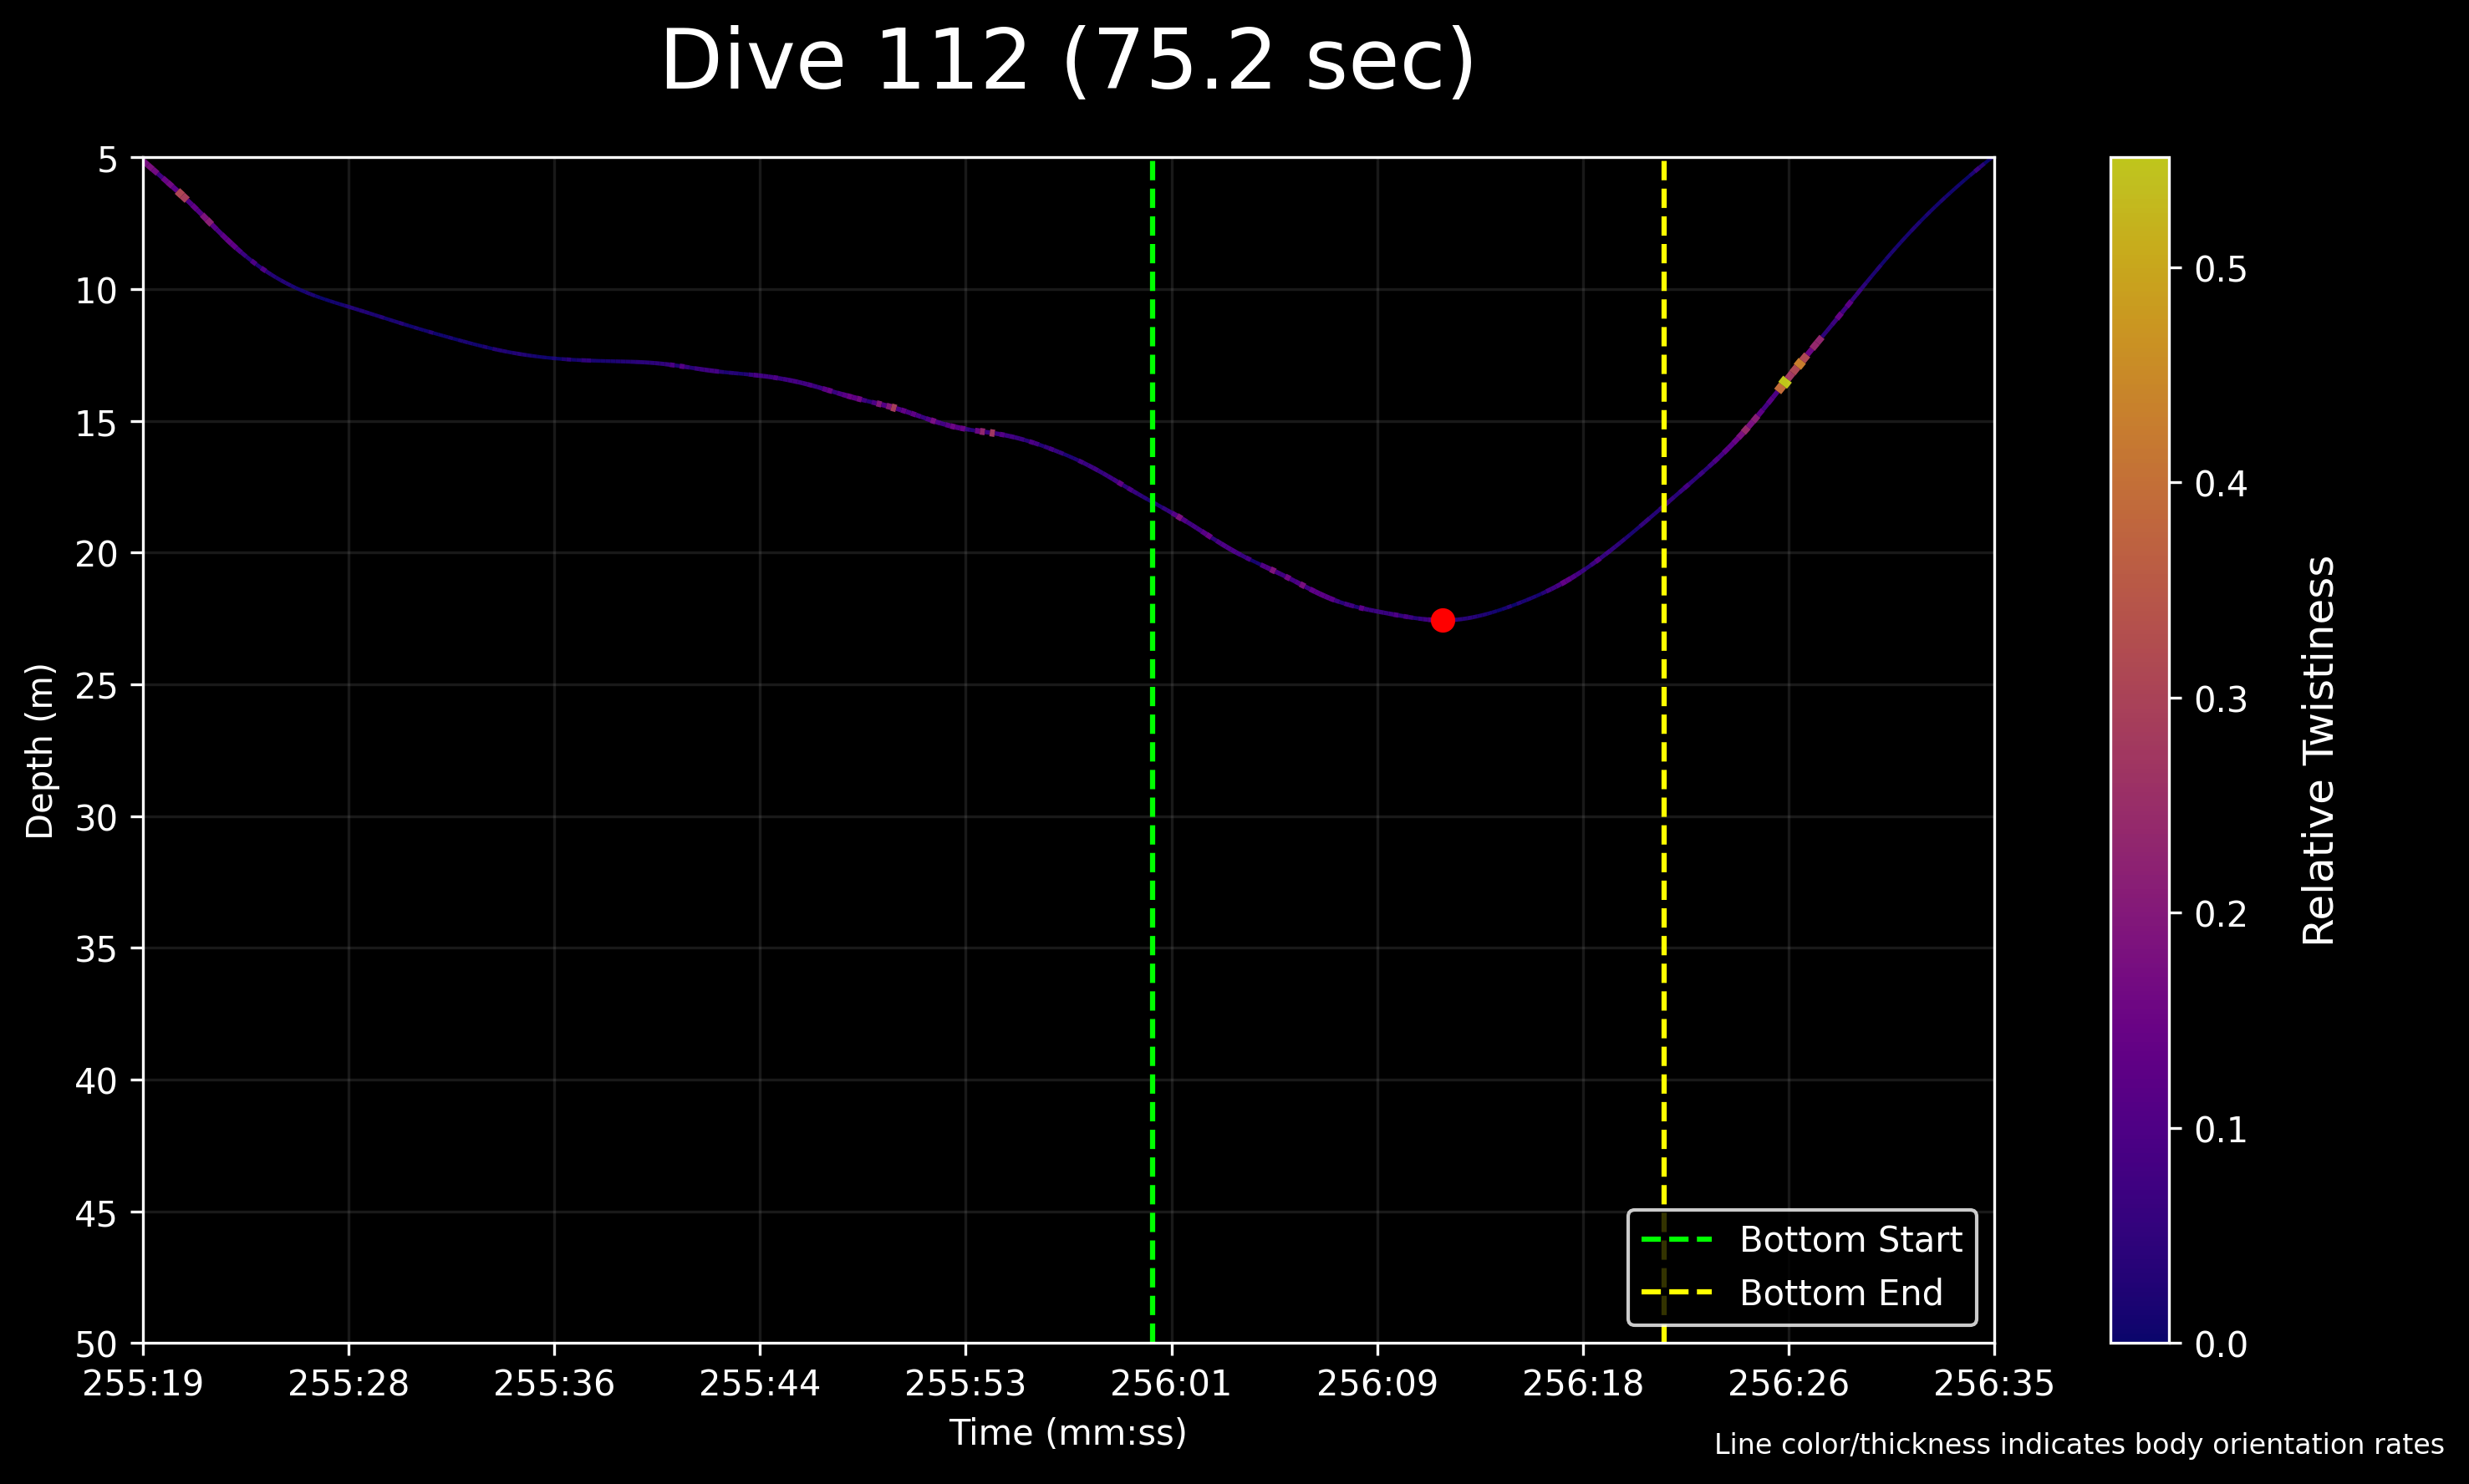 Dive 112 (75.2 sec)
5
10
15
20
25
30
35
40
45
50
Depth (m)
255:19 255:28 255:36 255:44 255:53 256:01 256:09 256:18 256:26 256:35
Time (mm:ss)
Bottom Start
Bottom End
0.5
0.4
0.3
0.2
0.1
0.0
Relative Twistiness
Line color/thickness indicates body orientation rates